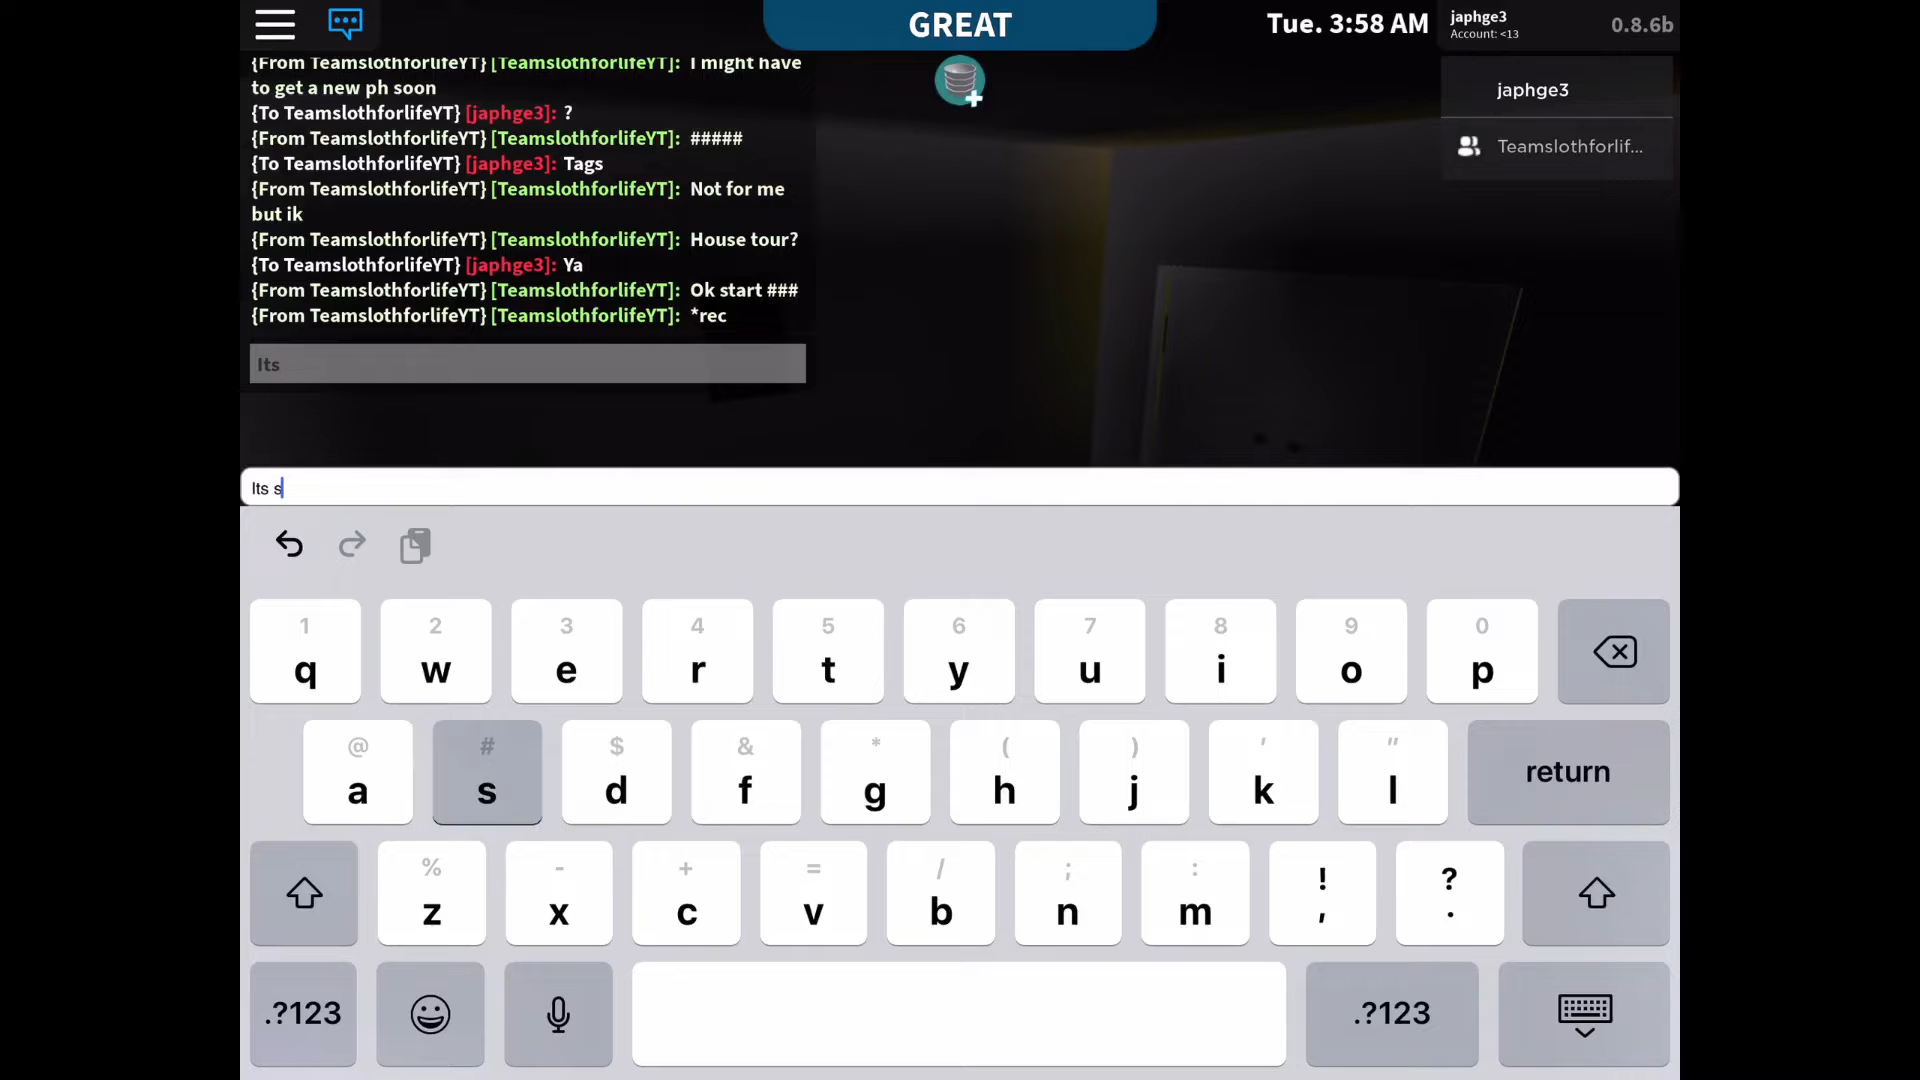 GREAT
Tue. 3:58 AM
japhge3
Account: <13
0.8.6b
{From TeamslothforlifeYT} [TeamslothforlifeYT]: I might have
to get a new ph soon
{To TeamslothforlifeYT} [japhge3]: ?
{From TeamslothforlifeYT} [TeamslothforlifeYT]: #####
{To TeamslothforlifeYT} [japhge3]: Tags
{From TeamslothforlifeYT} [TeamslothforlifeYT]: Not for me
but ik
{From TeamslothforlifeYT} [TeamslothforlifeYT]: House tour?
{To TeamslothforlifeYT} [japhge3]: Ya
{From TeamslothforlifeYT} [TeamslothforlifeYT]: Ok start ###
{From TeamslothforlifeYT} [TeamslothforlifeYT]: *rec
Its
japhge3
Teamslothforlif...
Its s
1 2 3 4 5 6 7 8 9 0
q w e r t y u i o p
@ # $ & * ( ) ' "
a s d f g h j k l return
% - + = / ; : ! ?
z x c v b n m , .
.?123 .?123